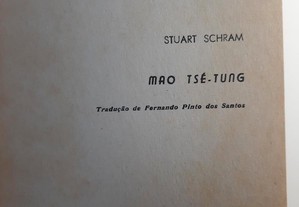 STUART SCHRAM
MAO TSÉ-TUNG
Tradução de Fernando Pinto dos Santos